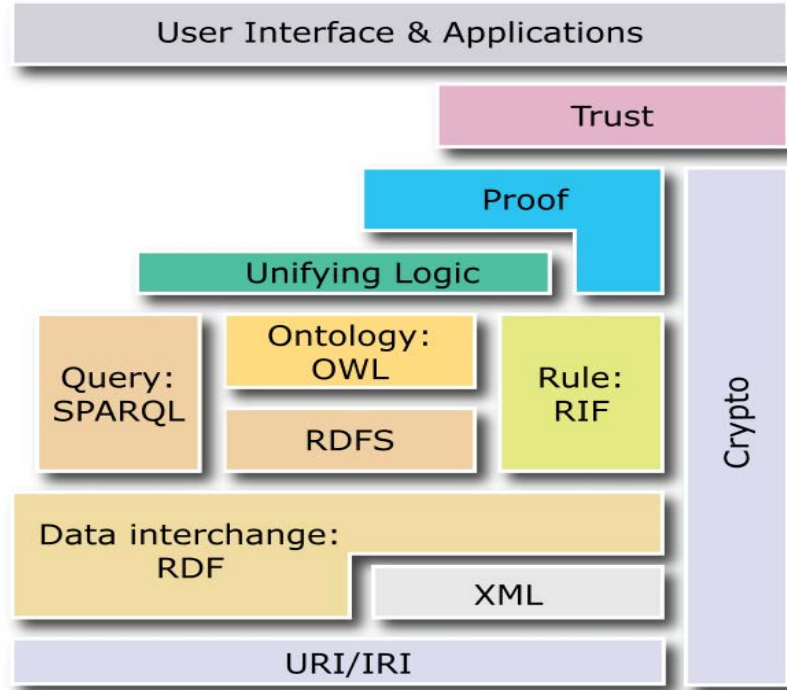 User Interface & Applications
Trust
Proof
Unifying Logic
Query:
SPARQL
Ontology:
OWL
RDFS
Rule:
RIF
Crypto
Data interchange:
RDF
XML
URI/IRI